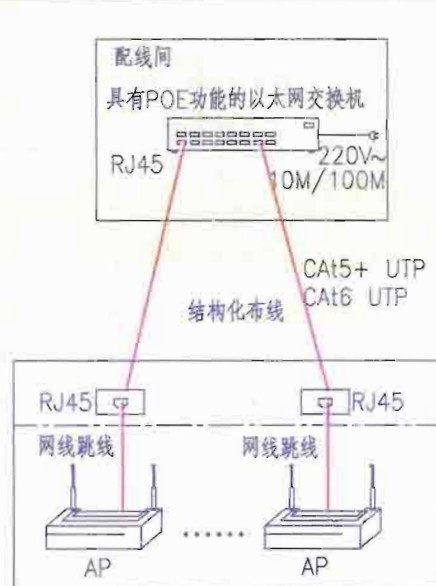 配线间
具有POE功能的以太网交换机
RJ45
220V~
10M/100M
CAt5+ UTP
CAt6 UTP
结构化布线
RJ45
RJ45
网线跳线
网线跳线
......
AP
AP